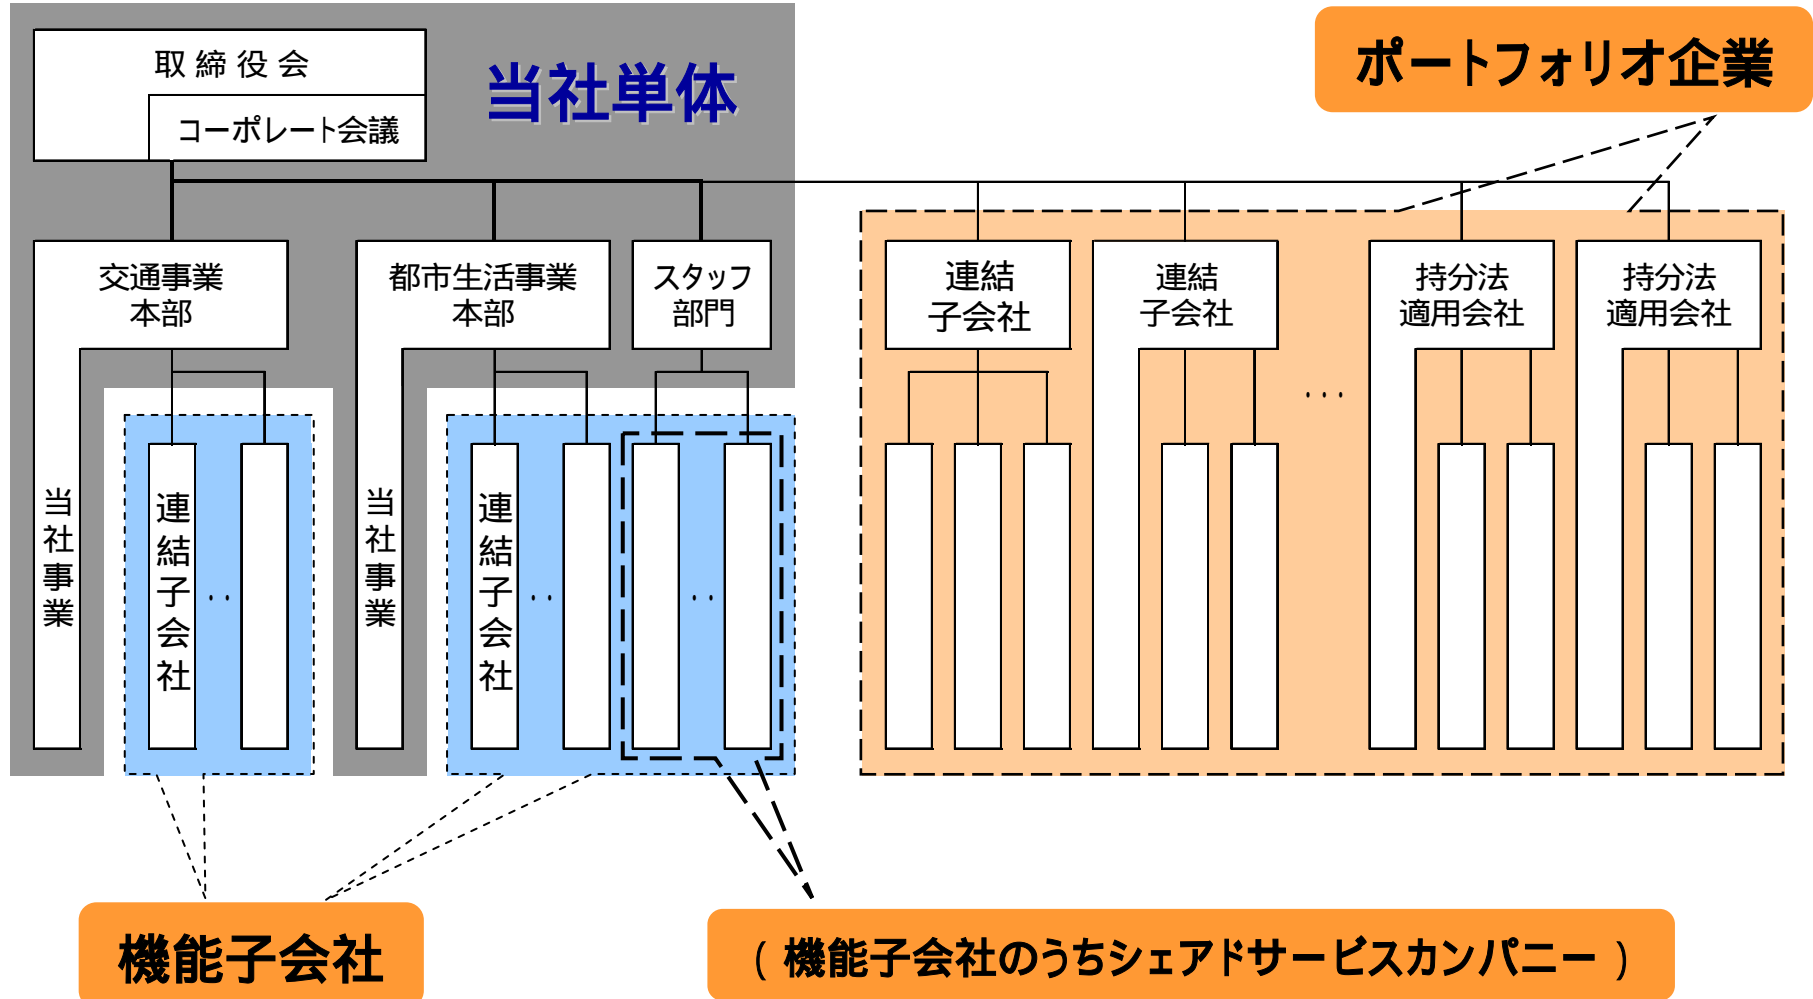 取締役会
コーポレート会議
当社単体
ポートフォリオ企業
交通事業
本部
都市生活事業
本部
スタッフ
部門
連結
子会社
連結
子会社
持分法
適用会社
持分法
適用会社
・・・
当社事業
連結子会社
・・
当社事業
連結子会社
・・
・・
機能子会社
(機能子会社のうちシェアドサービスカンパニー)